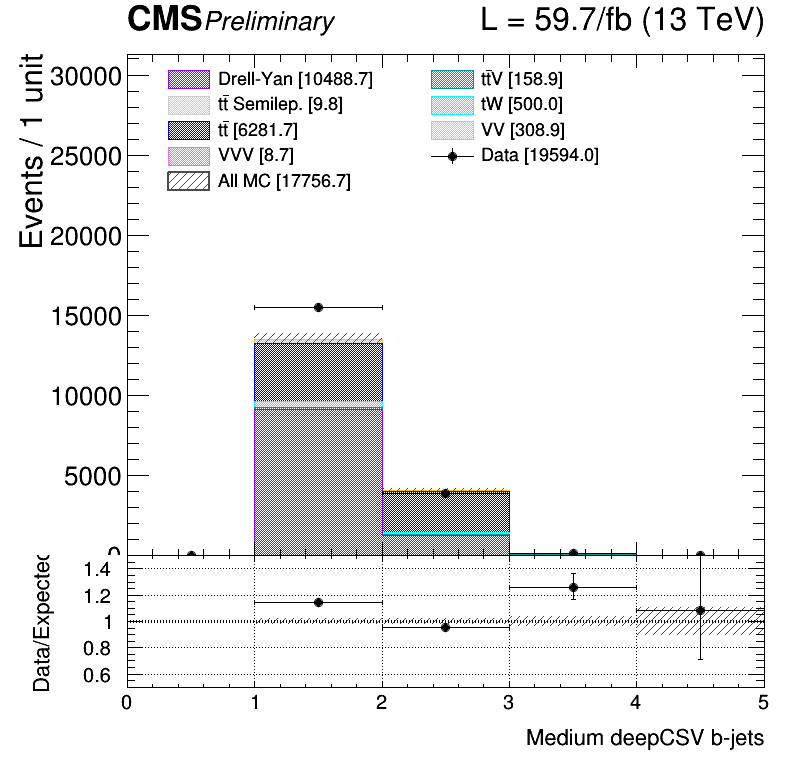 CMS Preliminary L = 59.7/fb (13 TeV)
Events / 1 unit
30000
25000
20000
15000
10000
5000
0
Drell-Yan [10488.7]
tt̄ Semilep. [9.8]
tt̄ [6281.7]
VVV [8.7]
All MC [17756.7]
tt̄V [158.9]
tW [500.0]
VV [308.9]
Data [19594.0]
Data/Expected
1.4
1.2
1
0.8
0.6
0 1 2 3 4 5
Medium deepCSV b-jets